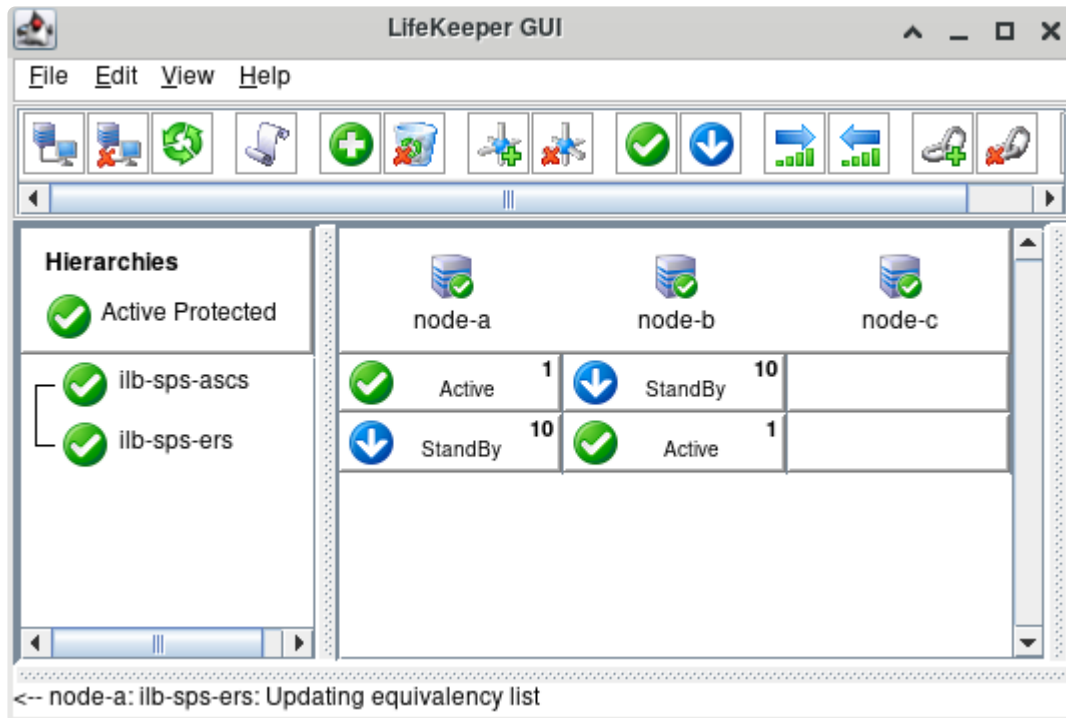 LifeKeeper GUI
File Edit View Help
Hierarchies
Active Protected
node-a node-b node-c
ilb-sps-ascs
Active 1 StandBy 10
ilb-sps-ers
StandBy 10 Active 1
<-- node-a: ilb-sps-ers: Updating equivalency list